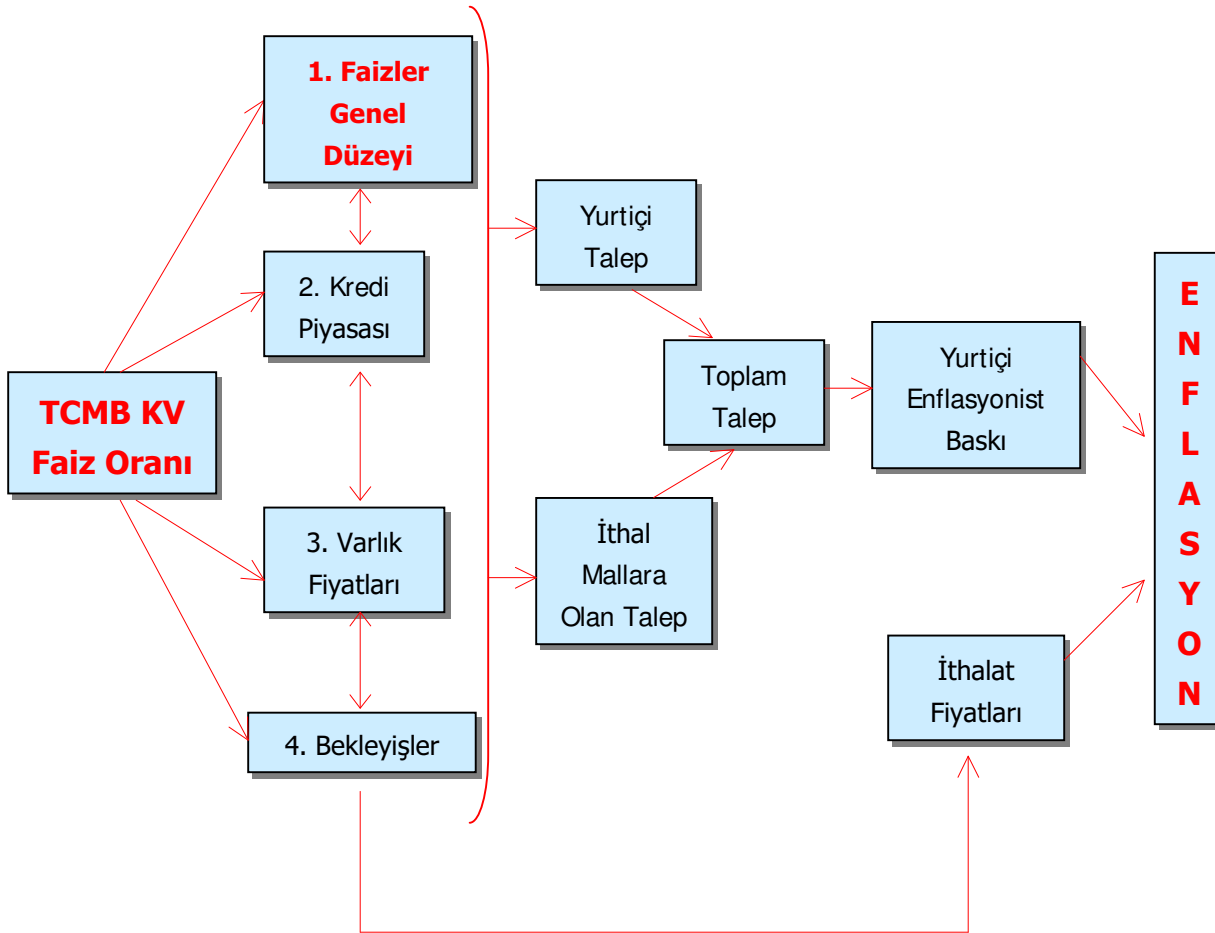 1. Faizler
Genel
Düzeyi
2. Kredi
Piyasası
TCMB KV
Faiz Oranı
3. Varlık
Fiyatları
4. Bekleyişler
Yurtiçi
Talep
Toplam
Talep
İthal
Mallara
Olan Talep
Yurtiçi
Enflasyonist
Baskı
İthalat
Fiyatları
E
N
F
L
A
S
Y
O
N